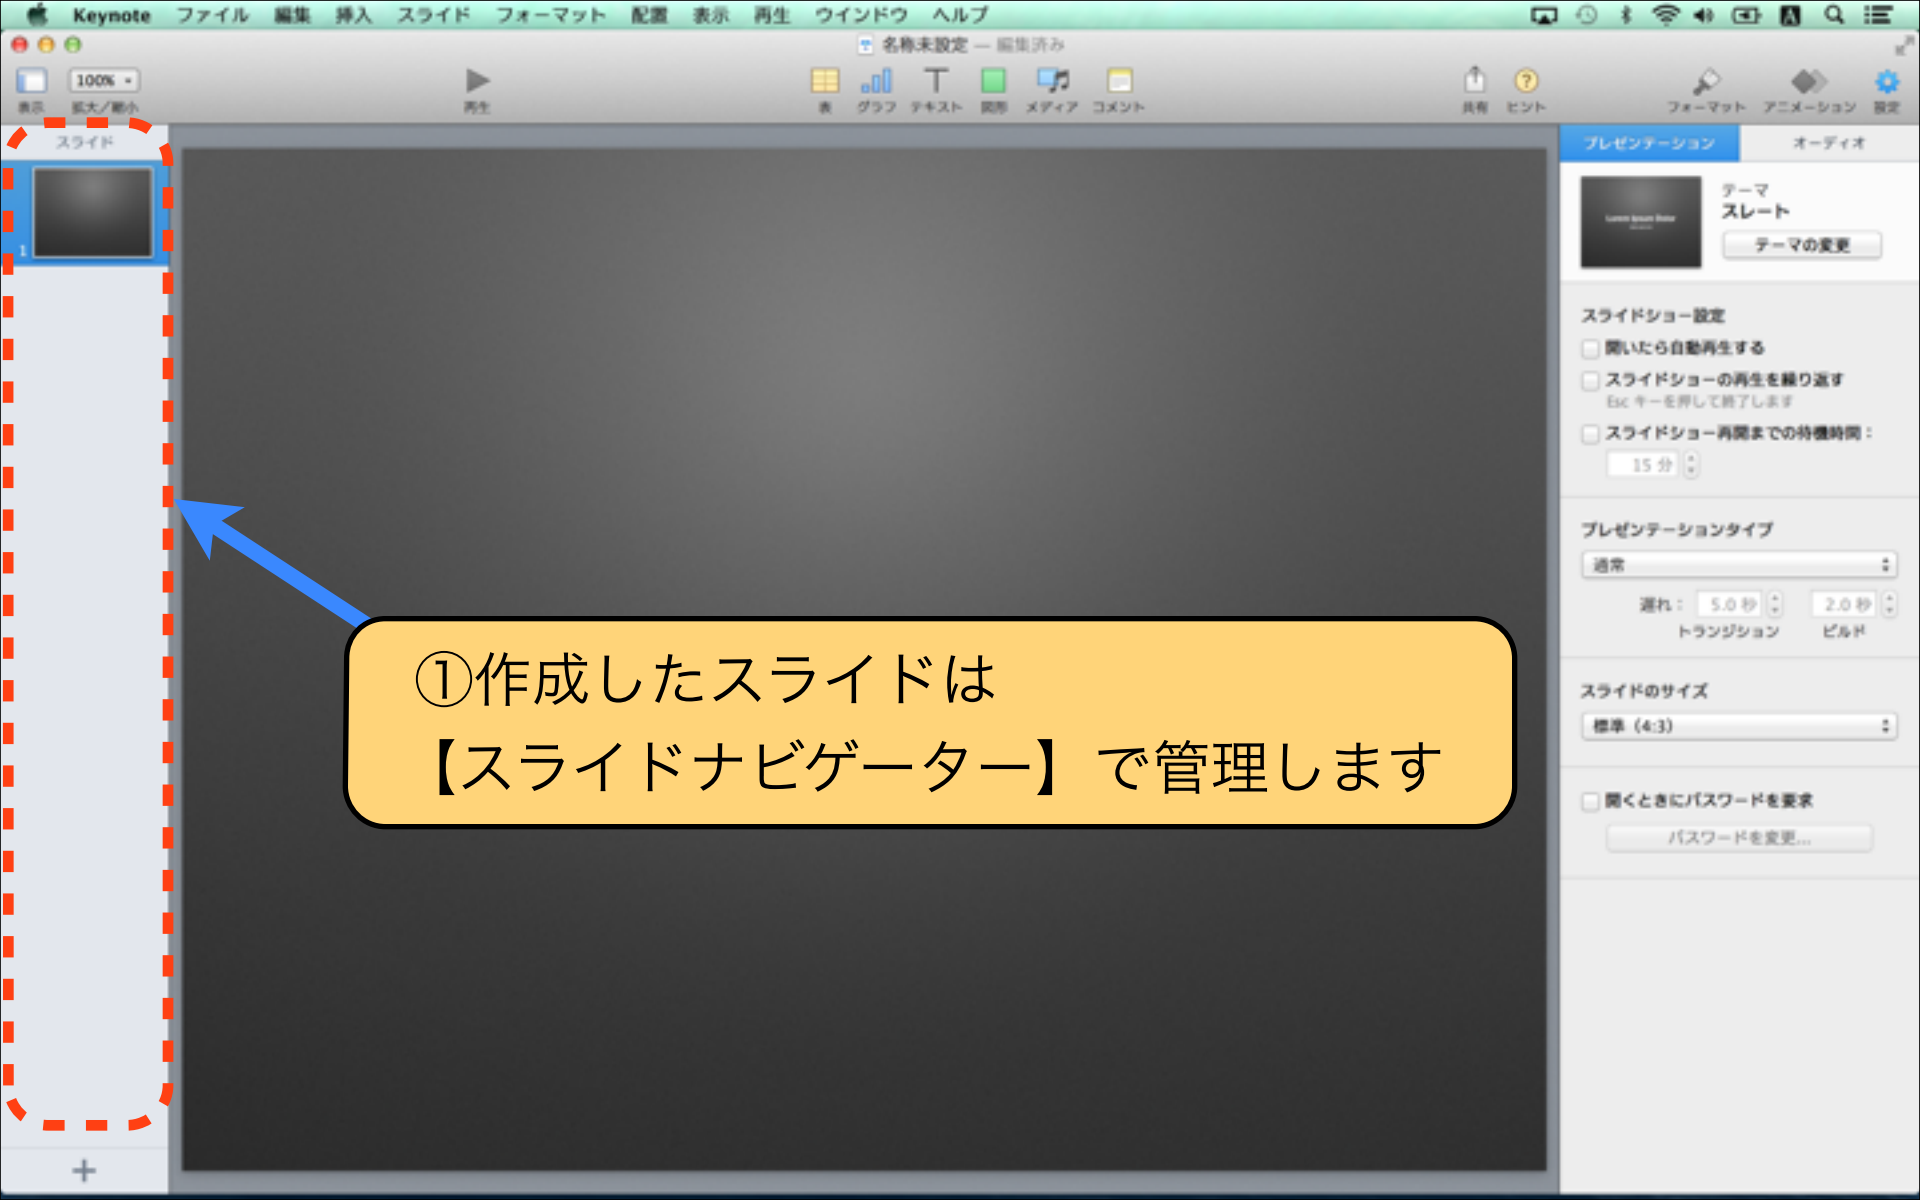 Keynote ファイル 編集 挿入 スライド フォーマット 配置 表示 再生 ウインドウ ヘルプ
名称未設定 — 編集済み
100%
表示 拡大/縮小 再生 表 グラフ テキスト 図形 メディア コメント 共有 ヒント フォーマット アニメーション 設定
スライド
1
プレゼンテーション オーディオ
Lorem Ipsum Dolor
テーマ
スレート
テーマの変更
スライドショー設定
開いたら自動再生する
スライドショーの再生を繰り返す
Esc キーを押して終了します
スライドショー再開までの待機時間：
15 分
プレゼンテーションタイプ
通常
遅れ： 5.0 秒 2.0 秒
トランジション ビルド
スライドのサイズ
標準（4:3）
開くときにパスワードを要求
パスワードを変更...
①作成したスライドは
【スライドナビゲーター】で管理します